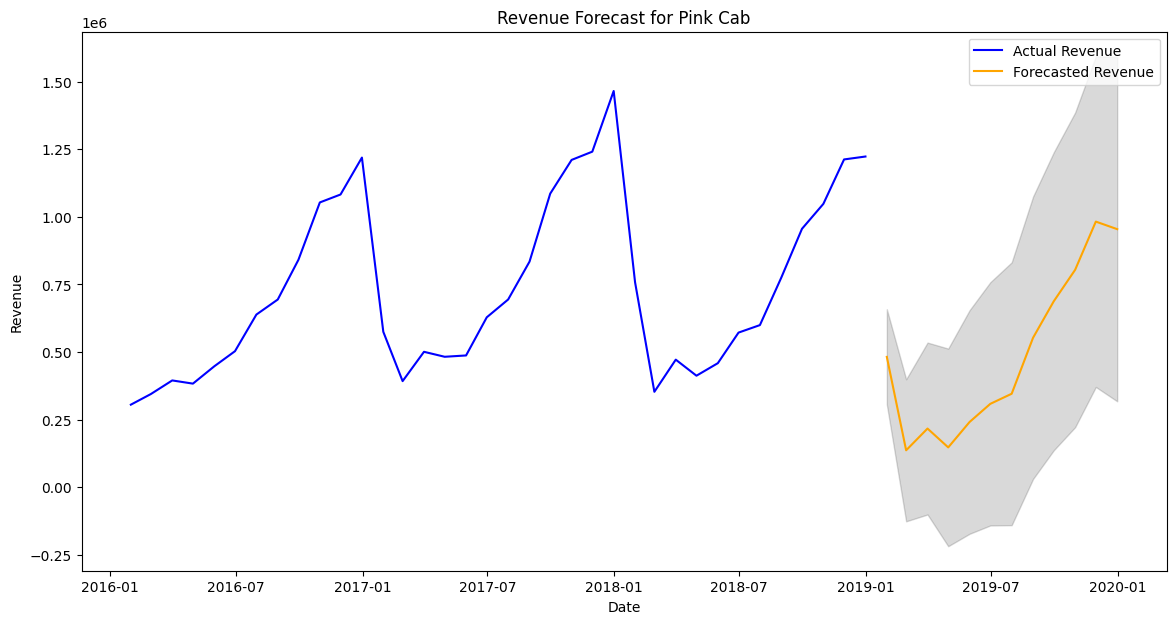 Revenue Forecast for Pink Cab
1e6
Actual Revenue
Forecasted Revenue
1.50
1.25
1.00
0.75
0.50
0.25
0.00
−0.25
Revenue
2016-01 2016-07 2017-01 2017-07 2018-01 2018-07 2019-01 2019-07 2020-01
Date